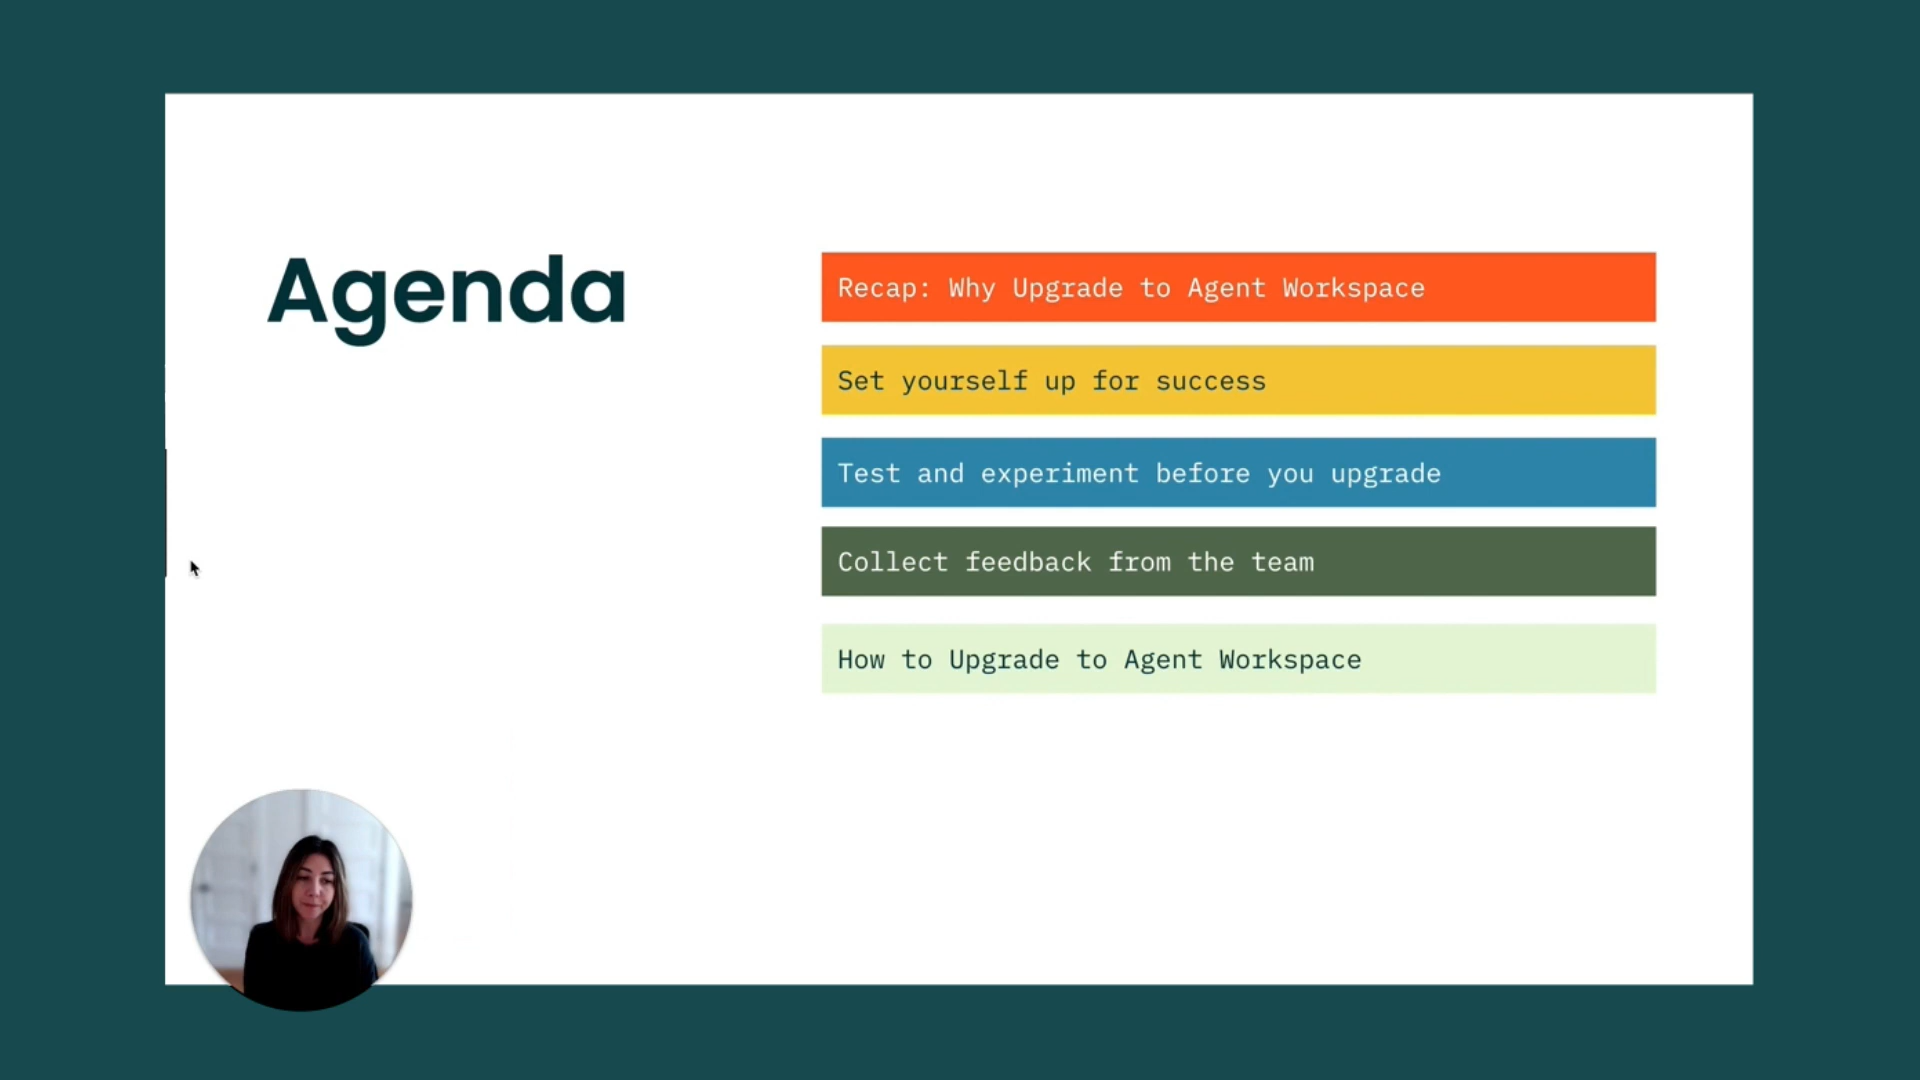 Agenda
Recap: Why Upgrade to Agent Workspace
Set yourself up for success
Test and experiment before you upgrade
Collect feedback from the team
How to Upgrade to Agent Workspace